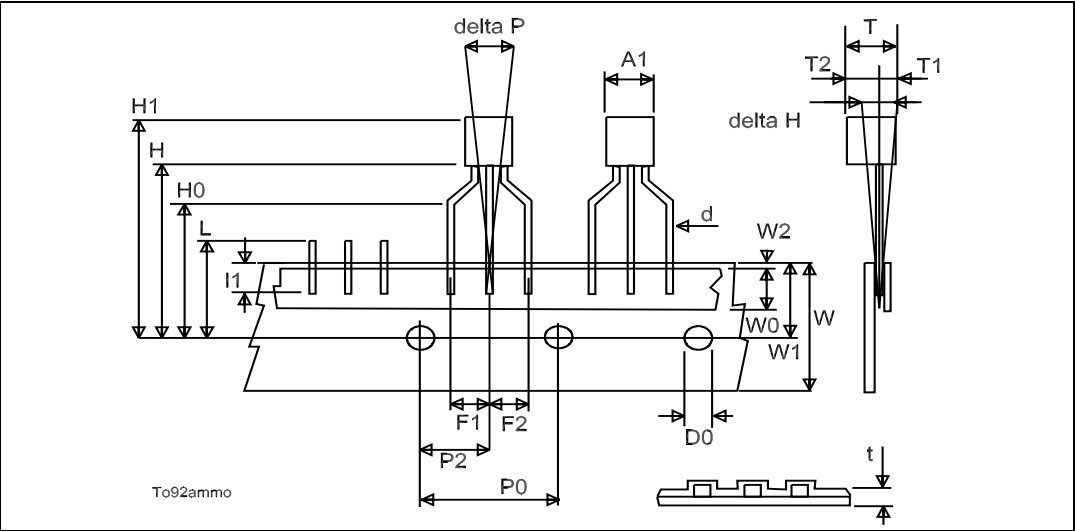 delta P
T
A1
T2
T1
H1
delta H
H
H0
d
L
W2
I1
W0
W
W1
F1
F2
D0
P2
t
P0
To92ammo